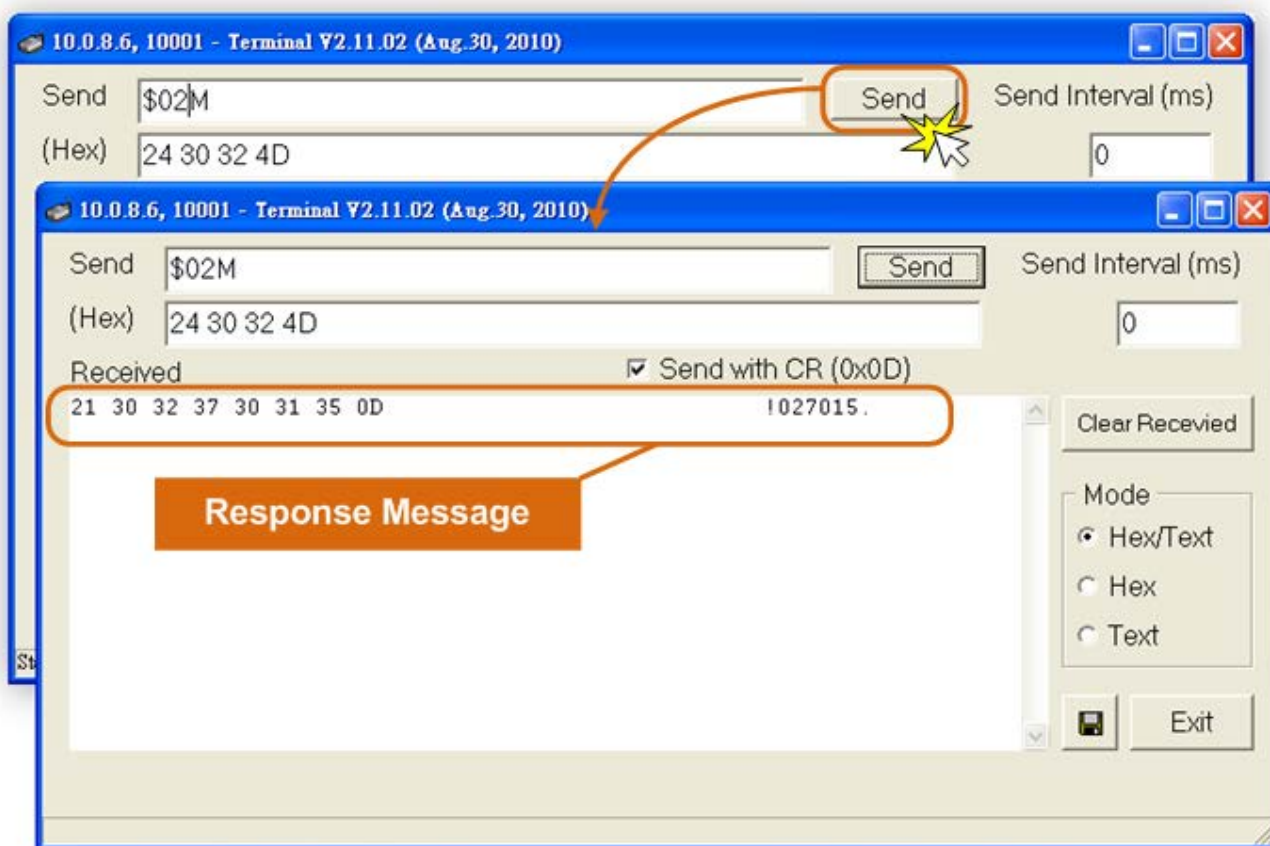 10.0.8.6, 10001 - Terminal V2.11.02 (Aug.30, 2010)
Send $02M Send Send Interval (ms)
(Hex) 24 30 32 4D 0
10.0.8.6, 10001 - Terminal V2.11.02 (Aug.30, 2010)
Send $02M Send Send Interval (ms)
(Hex) 24 30 32 4D 0
Received Send with CR (0x0D)
21 30 32 37 30 31 35 0D !027015.
Clear Recevied
Response Message
Mode
Hex/Text
Hex
Text
Exit